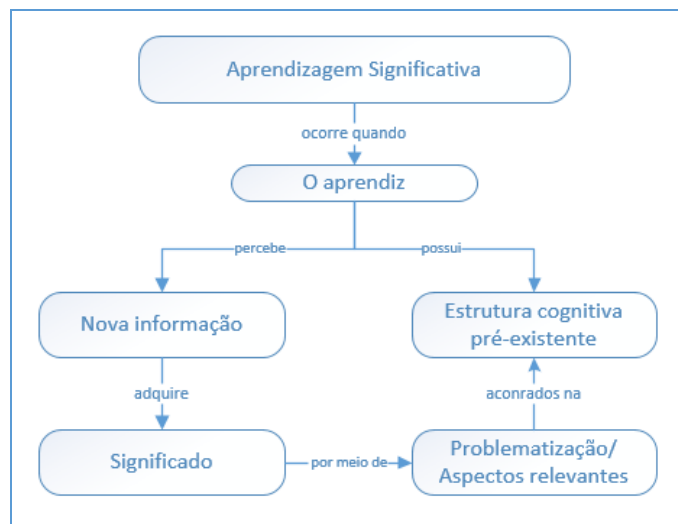 Aprendizagem Significativa
ocorre quando
O aprendiz
percebe
possui
Nova informação
Estrutura cognitiva
pré-existente
adquire
aconrados na
Significado
por meio de
Problematização/
Aspectos relevantes